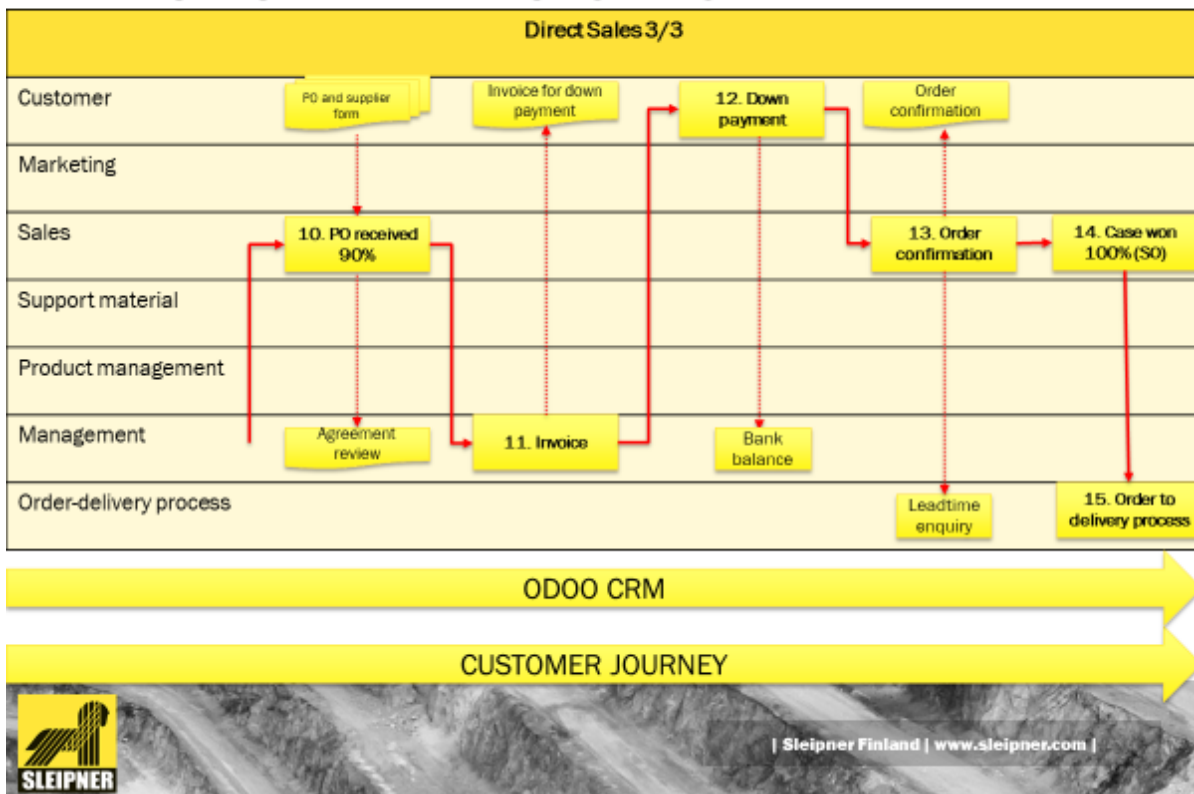 Direct Sales 3/3
Customer
PO and supplier
form
Invoice for down
payment
12. Down
payment
Order
confirmation
Marketing
Sales
10. PO received
90%
13. Order
confirmation
14. Case won
100% (SO)
Support material
Product management
Management
Agreement
review
11. Invoice
Bank
balance
Order-delivery process
Leadtime
enquiry
15. Order to
delivery process
ODOO CRM
CUSTOMER JOURNEY
SLEIPNER
| Sleipner Finland | www.sleipner.com |